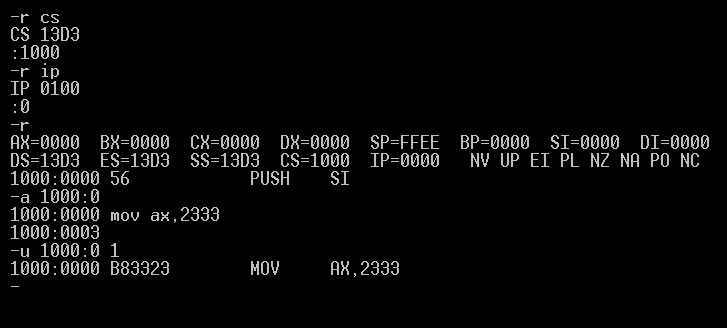 -r cs
CS 13D3
:1000
-r ip
IP 0100
:0
-r
AX=0000  BX=0000  CX=0000  DX=0000  SP=FFEE  BP=0000  SI=0000  DI=0000
DS=13D3  ES=13D3  SS=13D3  CS=1000  IP=0000   NV UP EI PL NZ NA PO NC
1000:0000 56            PUSH    SI
-a 1000:0
1000:0000 mov ax,2333
1000:0003
-u 1000:0 1
1000:0000 B83323        MOV     AX,2333
-